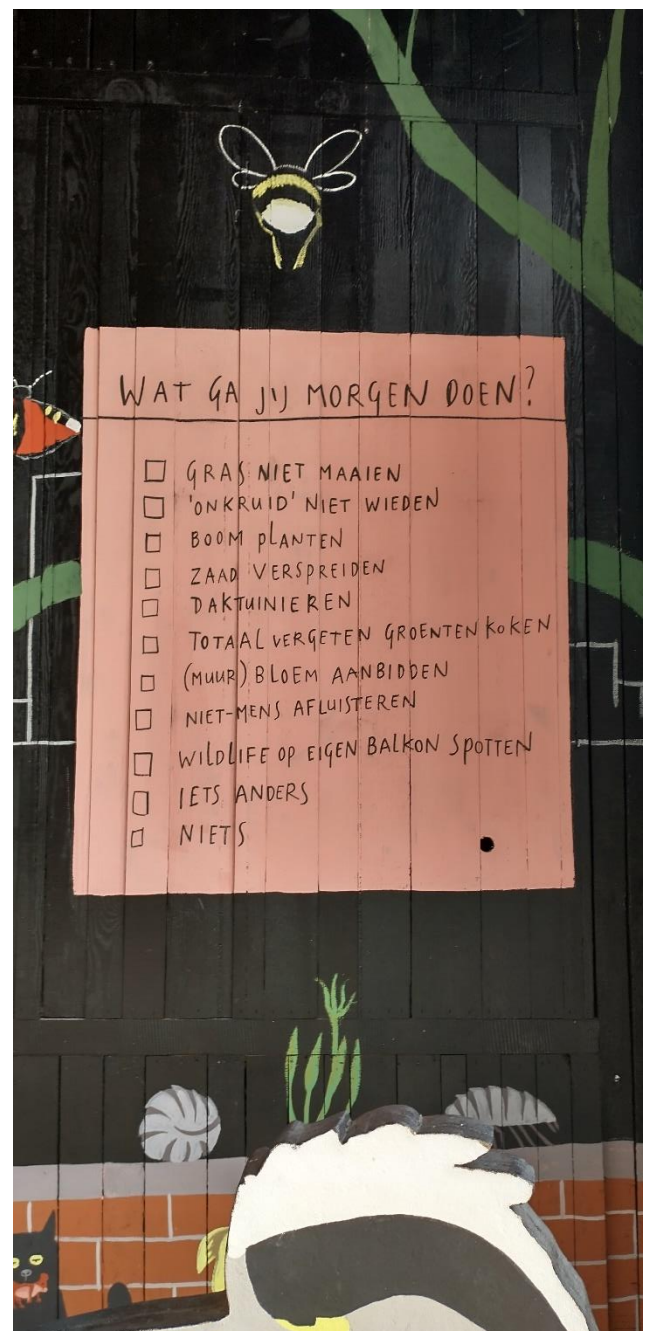 WAT GA JIJ MORGEN DOEN?
GRAS NIET MAAIEN
'ONKRUID' NIET WIEDEN
BOOM PLANTEN
ZAAD VERSPREIDEN
DAKTUINIEREN
TOTAAL VERGETEN GROENTEN KOKEN
(MUUR) BLOEM AANBIDDEN
NIET-MENS AFLUISTEREN
WILDLIFE OP EIGEN BALKON SPOTTEN
IETS ANDERS
NIETS